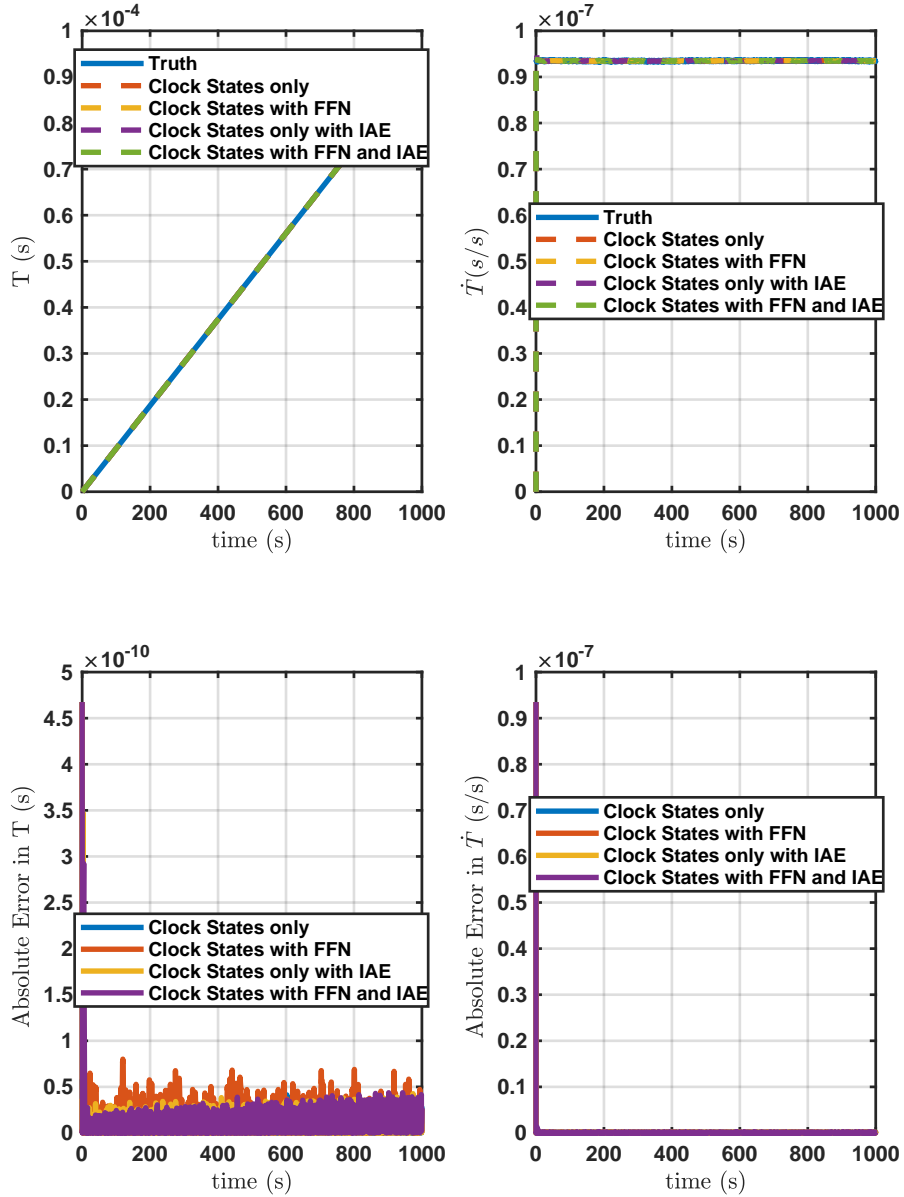 ×10-4
1
0.9
0.8
0.7
0.6
0.5
0.4
0.3
0.2
0.1
0
T (s)
Truth
Clock States only
Clock States with FFN
Clock States only with IAE
Clock States with FFN and IAE
0 200 400 600 800 1000
time (s)
×10-7
1
0.9
0.8
0.7
0.6
0.5
0.4
0.3
0.2
0.1
0
Ṫ(s/s)
Truth
Clock States only
Clock States with FFN
Clock States only with IAE
Clock States with FFN and IAE
0 200 400 600 800 1000
time (s)
×10-10
5
4.5
4
3.5
3
2.5
2
1.5
1
0.5
0
Absolute Error in T (s)
Clock States only
Clock States with FFN
Clock States only with IAE
Clock States with FFN and IAE
0 200 400 600 800 1000
time (s)
×10-7
1
0.9
0.8
0.7
0.6
0.5
0.4
0.3
0.2
0.1
0
Absolute Error in Ṫ (s/s)
Clock States only
Clock States with FFN
Clock States only with IAE
Clock States with FFN and IAE
0 200 400 600 800 1000
time (s)